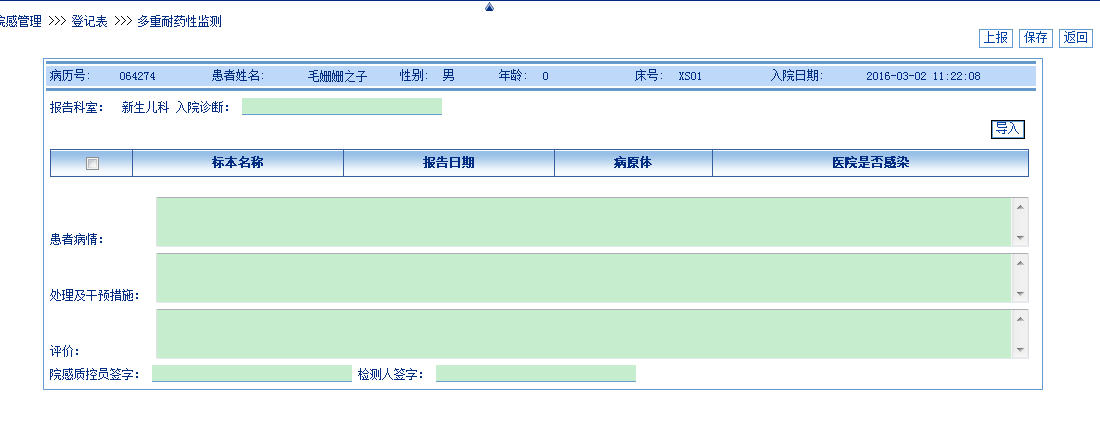 院感管理 >>> 登记表 >>> 多重耐药性监测
上报 保存 返回
病历号: 064274 患者姓名: 毛姗姗之子 性别: 男 年龄: 0 床号: XS01 入院日期: 2016-03-02 11:22:08
报告科室: 新生儿科 入院诊断:
导入
标本名称 报告日期 病原体 医院是否感染
患者病情:
处理及干预措施:
评价:
院感质控员签字: 检测人签字: